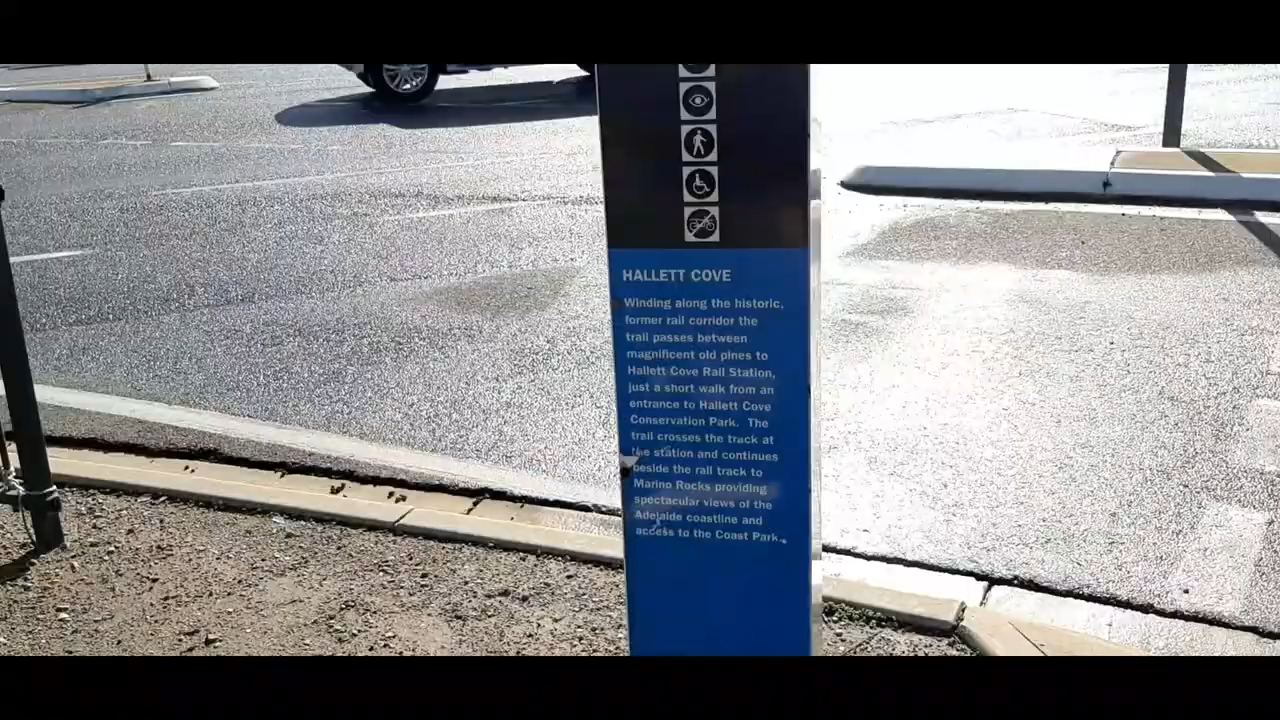 HALLETT COVE
Winding along the historic,
former rail corridor the
trail passes between
magnificent old pines to
Hallett Cove Rail Station,
just a short walk from an
entrance to Hallett Cove
Conservation Park. The
trail crosses the track at
the station and continues
beside the rail track to
Marino Rocks providing
spectacular views of the
Adelaide coastline and
access to the Coast Park.